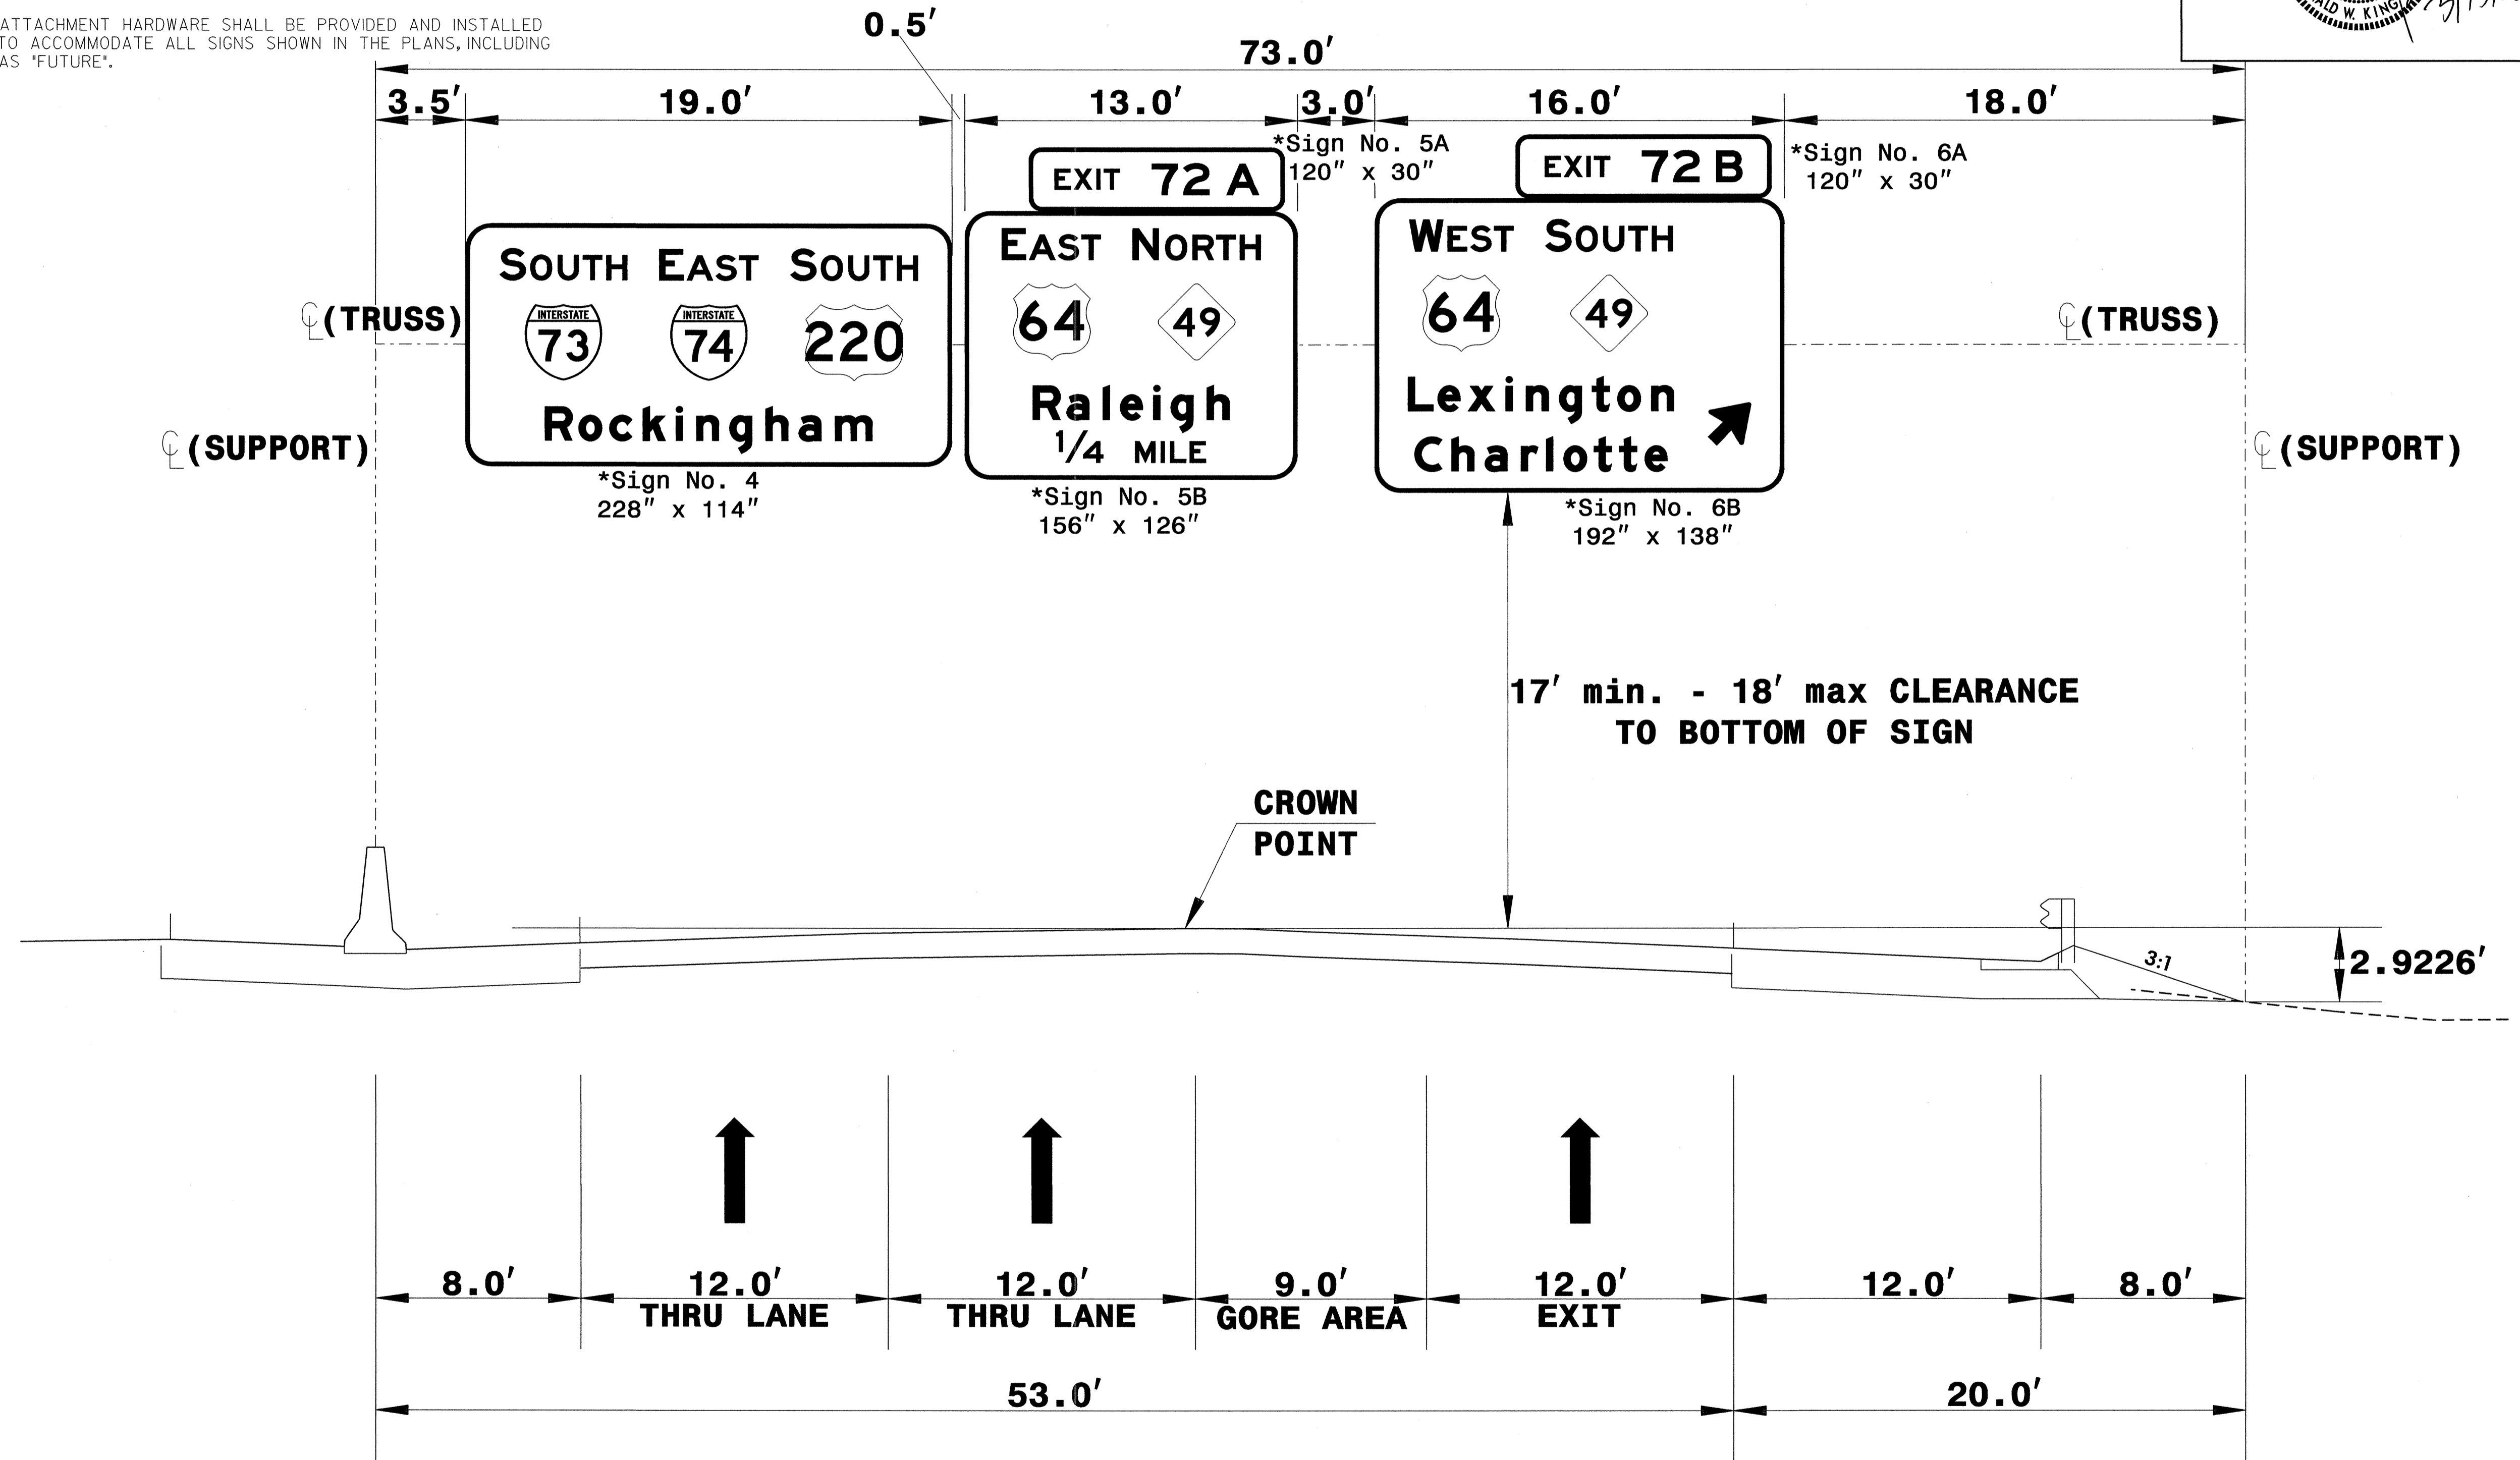 ATTACHMENT HARDWARE SHALL BE PROVIDED AND INSTALLED
TO ACCOMMODATE ALL SIGNS SHOWN IN THE PLANS, INCLUDING
AS "FUTURE".
ALD W. KING
0.5'
73.0'
3.5' 19.0' 13.0' 3.0' 16.0' 18.0'
EXIT 72 A
*Sign No. 5A
120" x 30"
EXIT 72 B
*Sign No. 6A
120" x 30"
SOUTH EAST SOUTH
INTERSTATE 73 INTERSTATE 74 220
Rockingham
*Sign No. 4
228" x 114"
EAST NORTH
64 49
Raleigh
1/4 MILE
*Sign No. 5B
156" x 126"
WEST SOUTH
64 49
Lexington
Charlotte
*Sign No. 6B
192" x 138"
℄ (TRUSS)
℄ (TRUSS)
℄ (SUPPORT)
℄ (SUPPORT)
17' min. - 18' max CLEARANCE
TO BOTTOM OF SIGN
CROWN
POINT
3:1
2.9226'
8.0' 12.0' 12.0' 9.0' 12.0' 12.0' 8.0'
THRU LANE THRU LANE GORE AREA EXIT
53.0' 20.0'